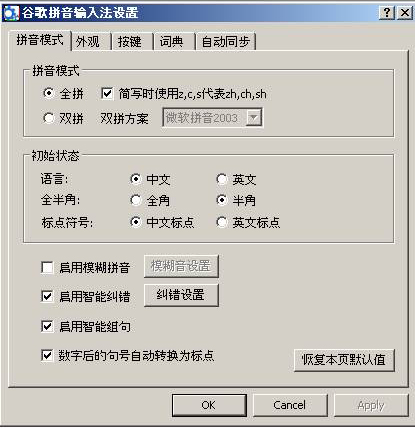 谷歌拼音输入法设置
拼音模式 外观 按键 词典 自动同步
拼音模式
全拼 简写时使用z,c,s代表zh,ch,sh
双拼 双拼方案 微软拼音2003
初始状态
语言: 中文 英文
全半角: 全角 半角
标点符号: 中文标点 英文标点
启用模糊拼音 模糊音设置
启用智能纠错 纠错设置
启用智能组句
数字后的句号自动转换为标点
恢复本页默认值
OK Cancel Apply